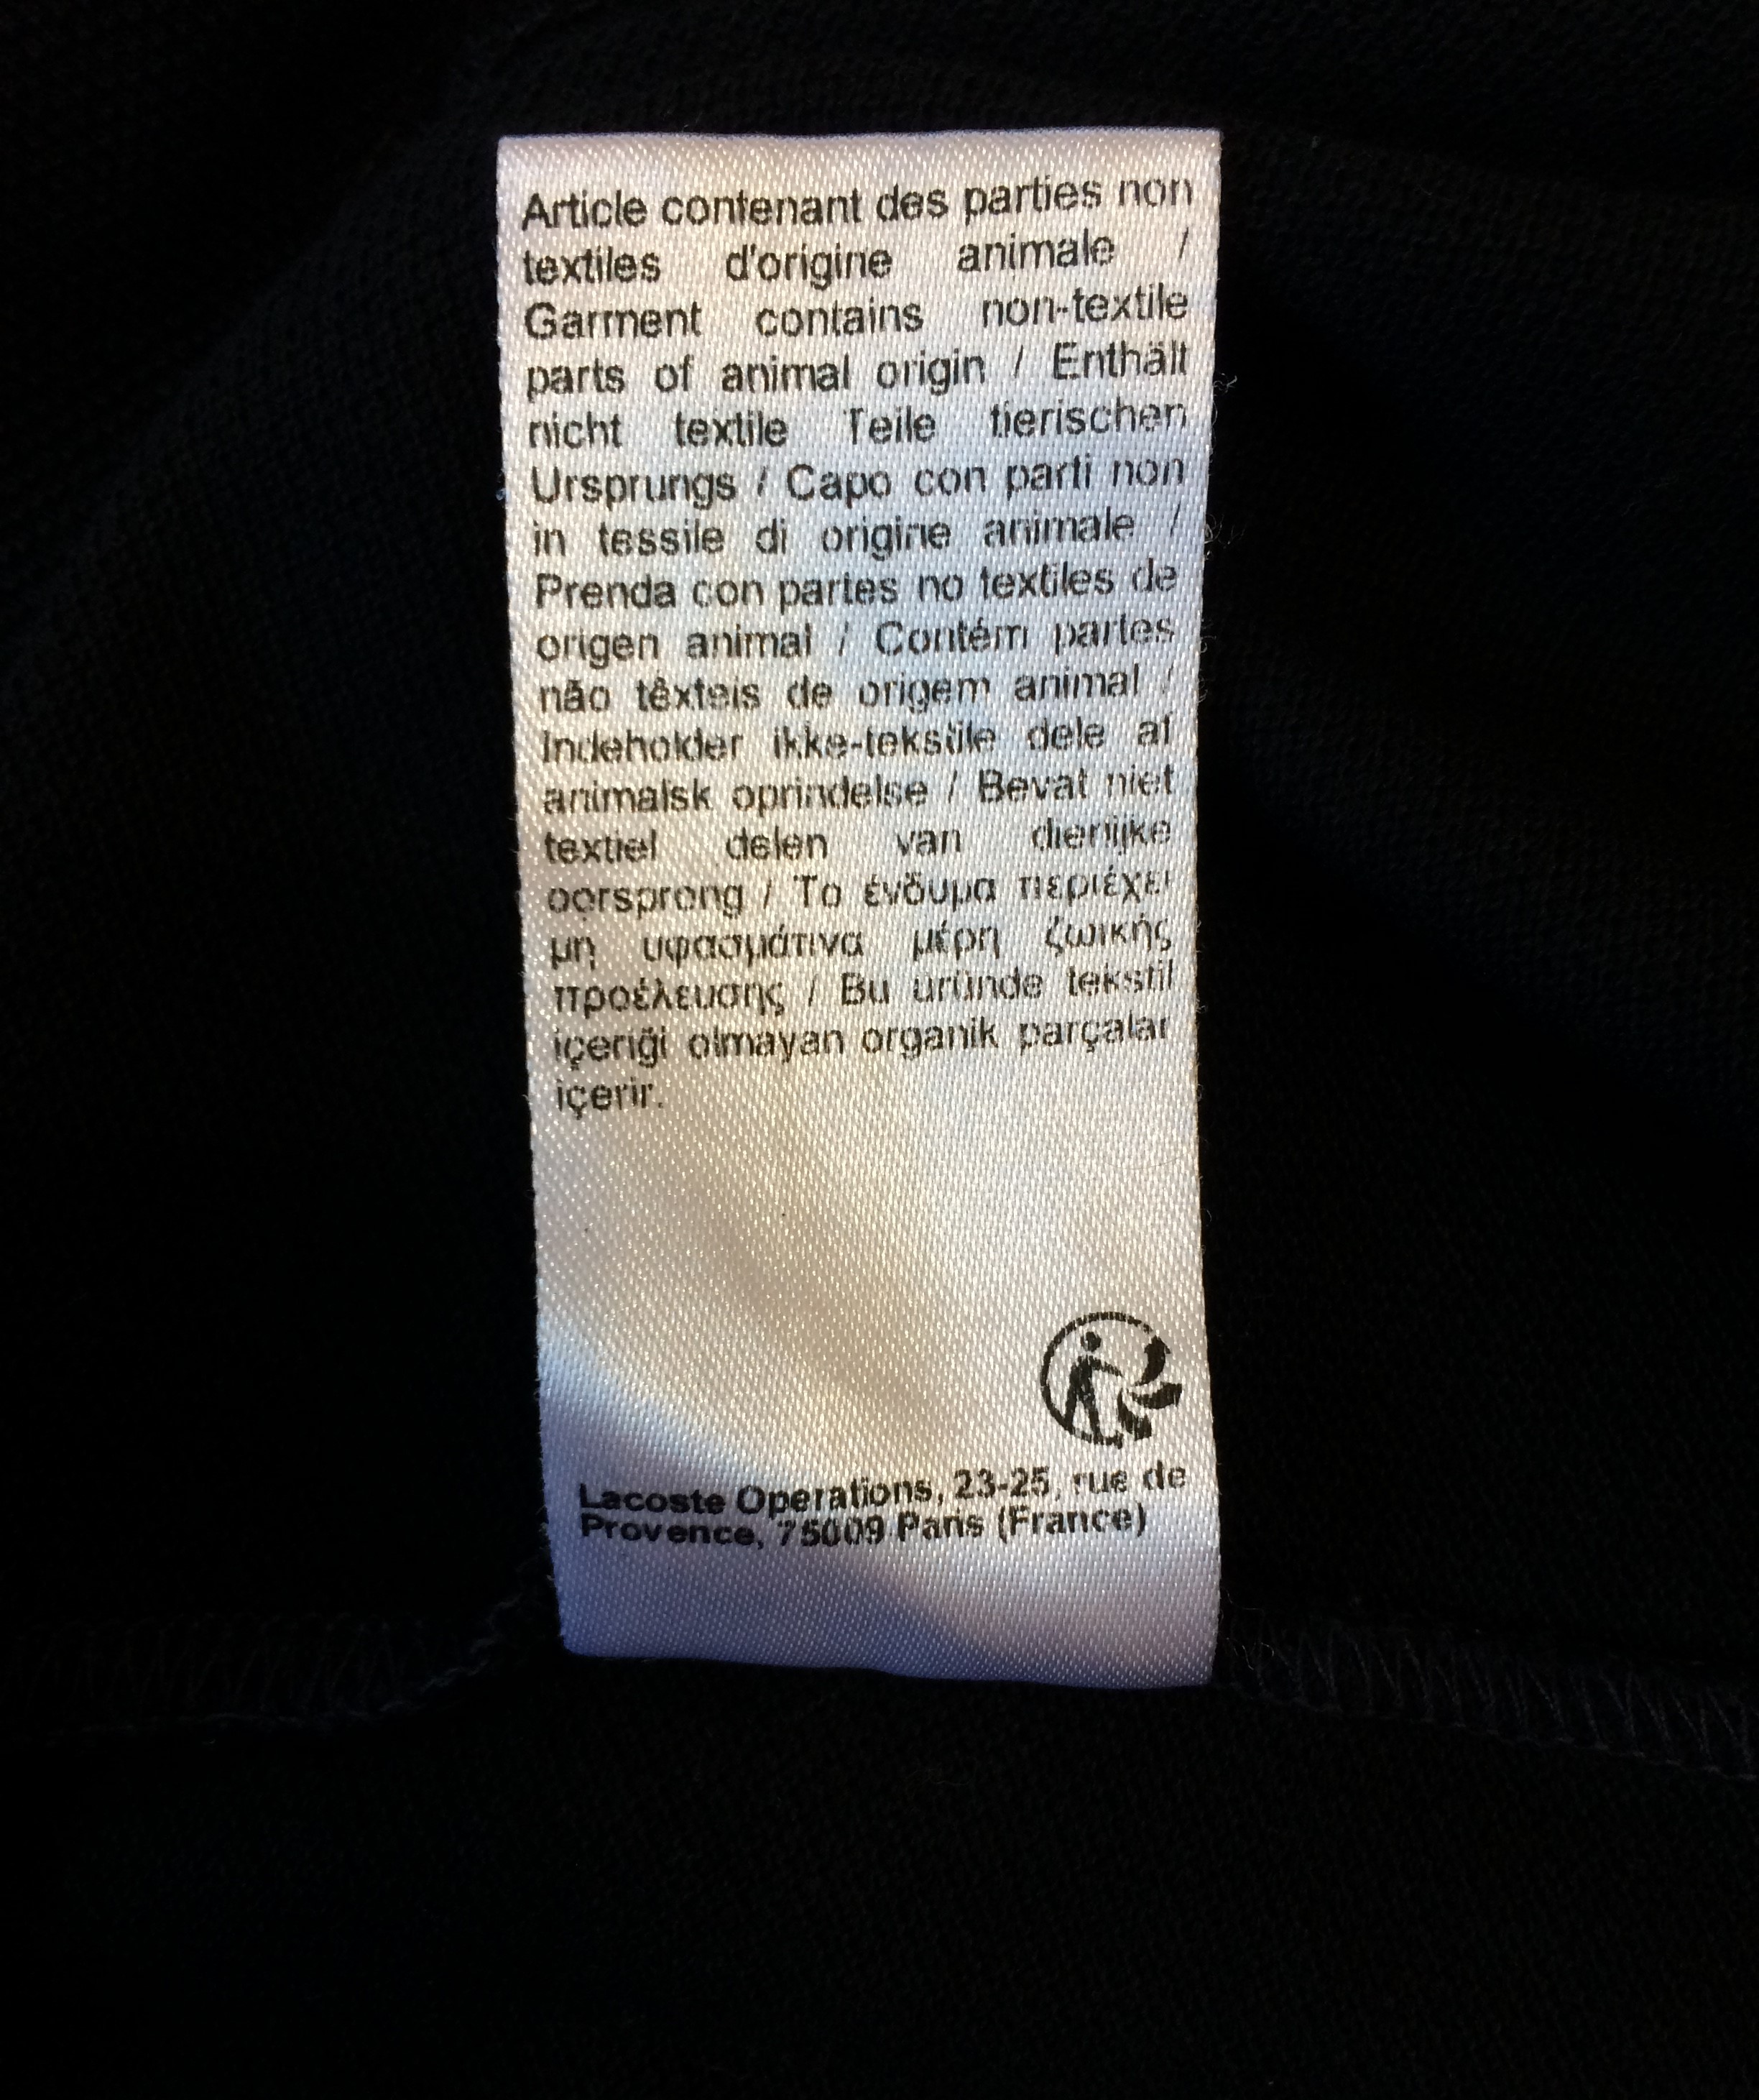 Article contenant des parties non
textiles d'origine animale /
Garment contains non-textile
parts of animal origin / Enthält
nicht textile Teile tierischen
Ursprungs / Capo con parti non
in tessile di origine animale /
Prenda con partes no textiles de
origen animal / Contém partes
não têxteis de origem animal /
Indeholder ikke-tekstile dele af
animalsk oprindelse / Bevat niet
textiel delen van dierlijke
oorsprong / Το ένδυμα περιέχει
μη υφασμάτινα μέρη ζωικής
προέλευσης / Bu üründe tekstil
içeriği olmayan organik parçalar
içerir.
Lacoste Operations, 23-25, rue de
Provence, 75009 Paris (France)